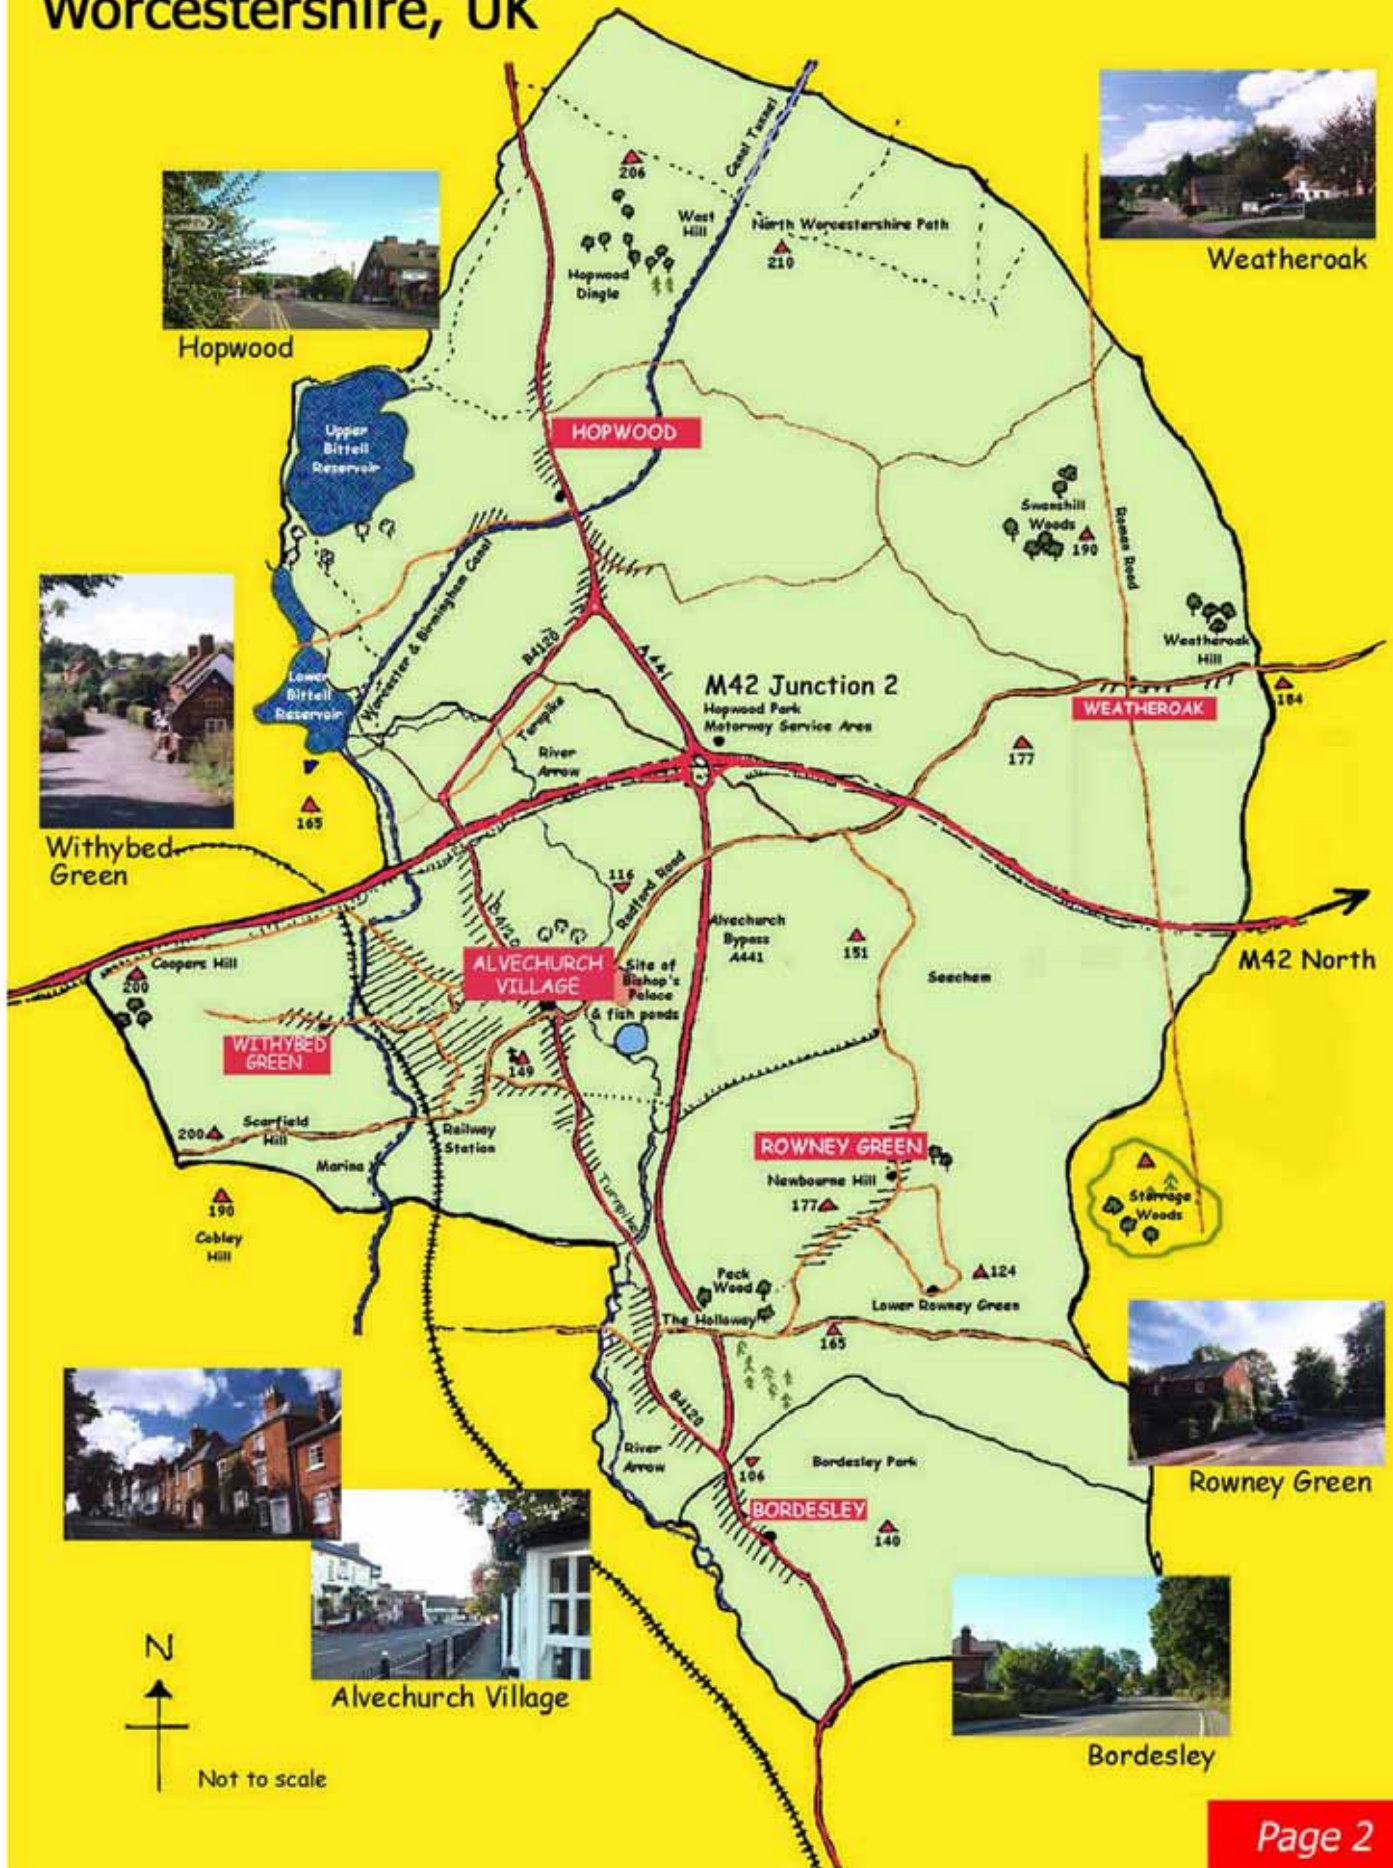 Worcestershire, UK
Canal Tunnel
206
West
Hill
North Worcestershire Path
210
Hopwood
Dingle
Weatheroak
Hopwood
HOPWOOD
Upper
Bittell
Reservoir
Swanshill
Woods
190
Roman Road
Worcester & Birmingham Canal
Weatheroak
Hill
B4120
A441
Lower
Bittell
Reservoir
M42 Junction 2
Hopwood Park
Motorway Service Area
WEATHEROAK
184
Turnpike
River
Arrow
177
165
Withybed
Green
116
Radford Road
B4120
Alvechurch
Bypass
A441
151
Seechem
M42 North
Coopers Hill
200
ALVECHURCH
VILLAGE
Site of
Bishop's
Palace
& fish ponds
WITHYBED
GREEN
149
Scarfield
Hill
200
Railway
Station
Marina
ROWNEY GREEN
Newbourne Hill
177
Storrage
Woods
190
Cobley
Hill
Turnpike
Peck
Wood
124
Lower Rowney Green
The Holloway
165
B4120
River
Arrow
106
Bordesley Park
Rowney Green
BORDESLEY
140
N
Alvechurch Village
Not to scale
Bordesley
Page 2